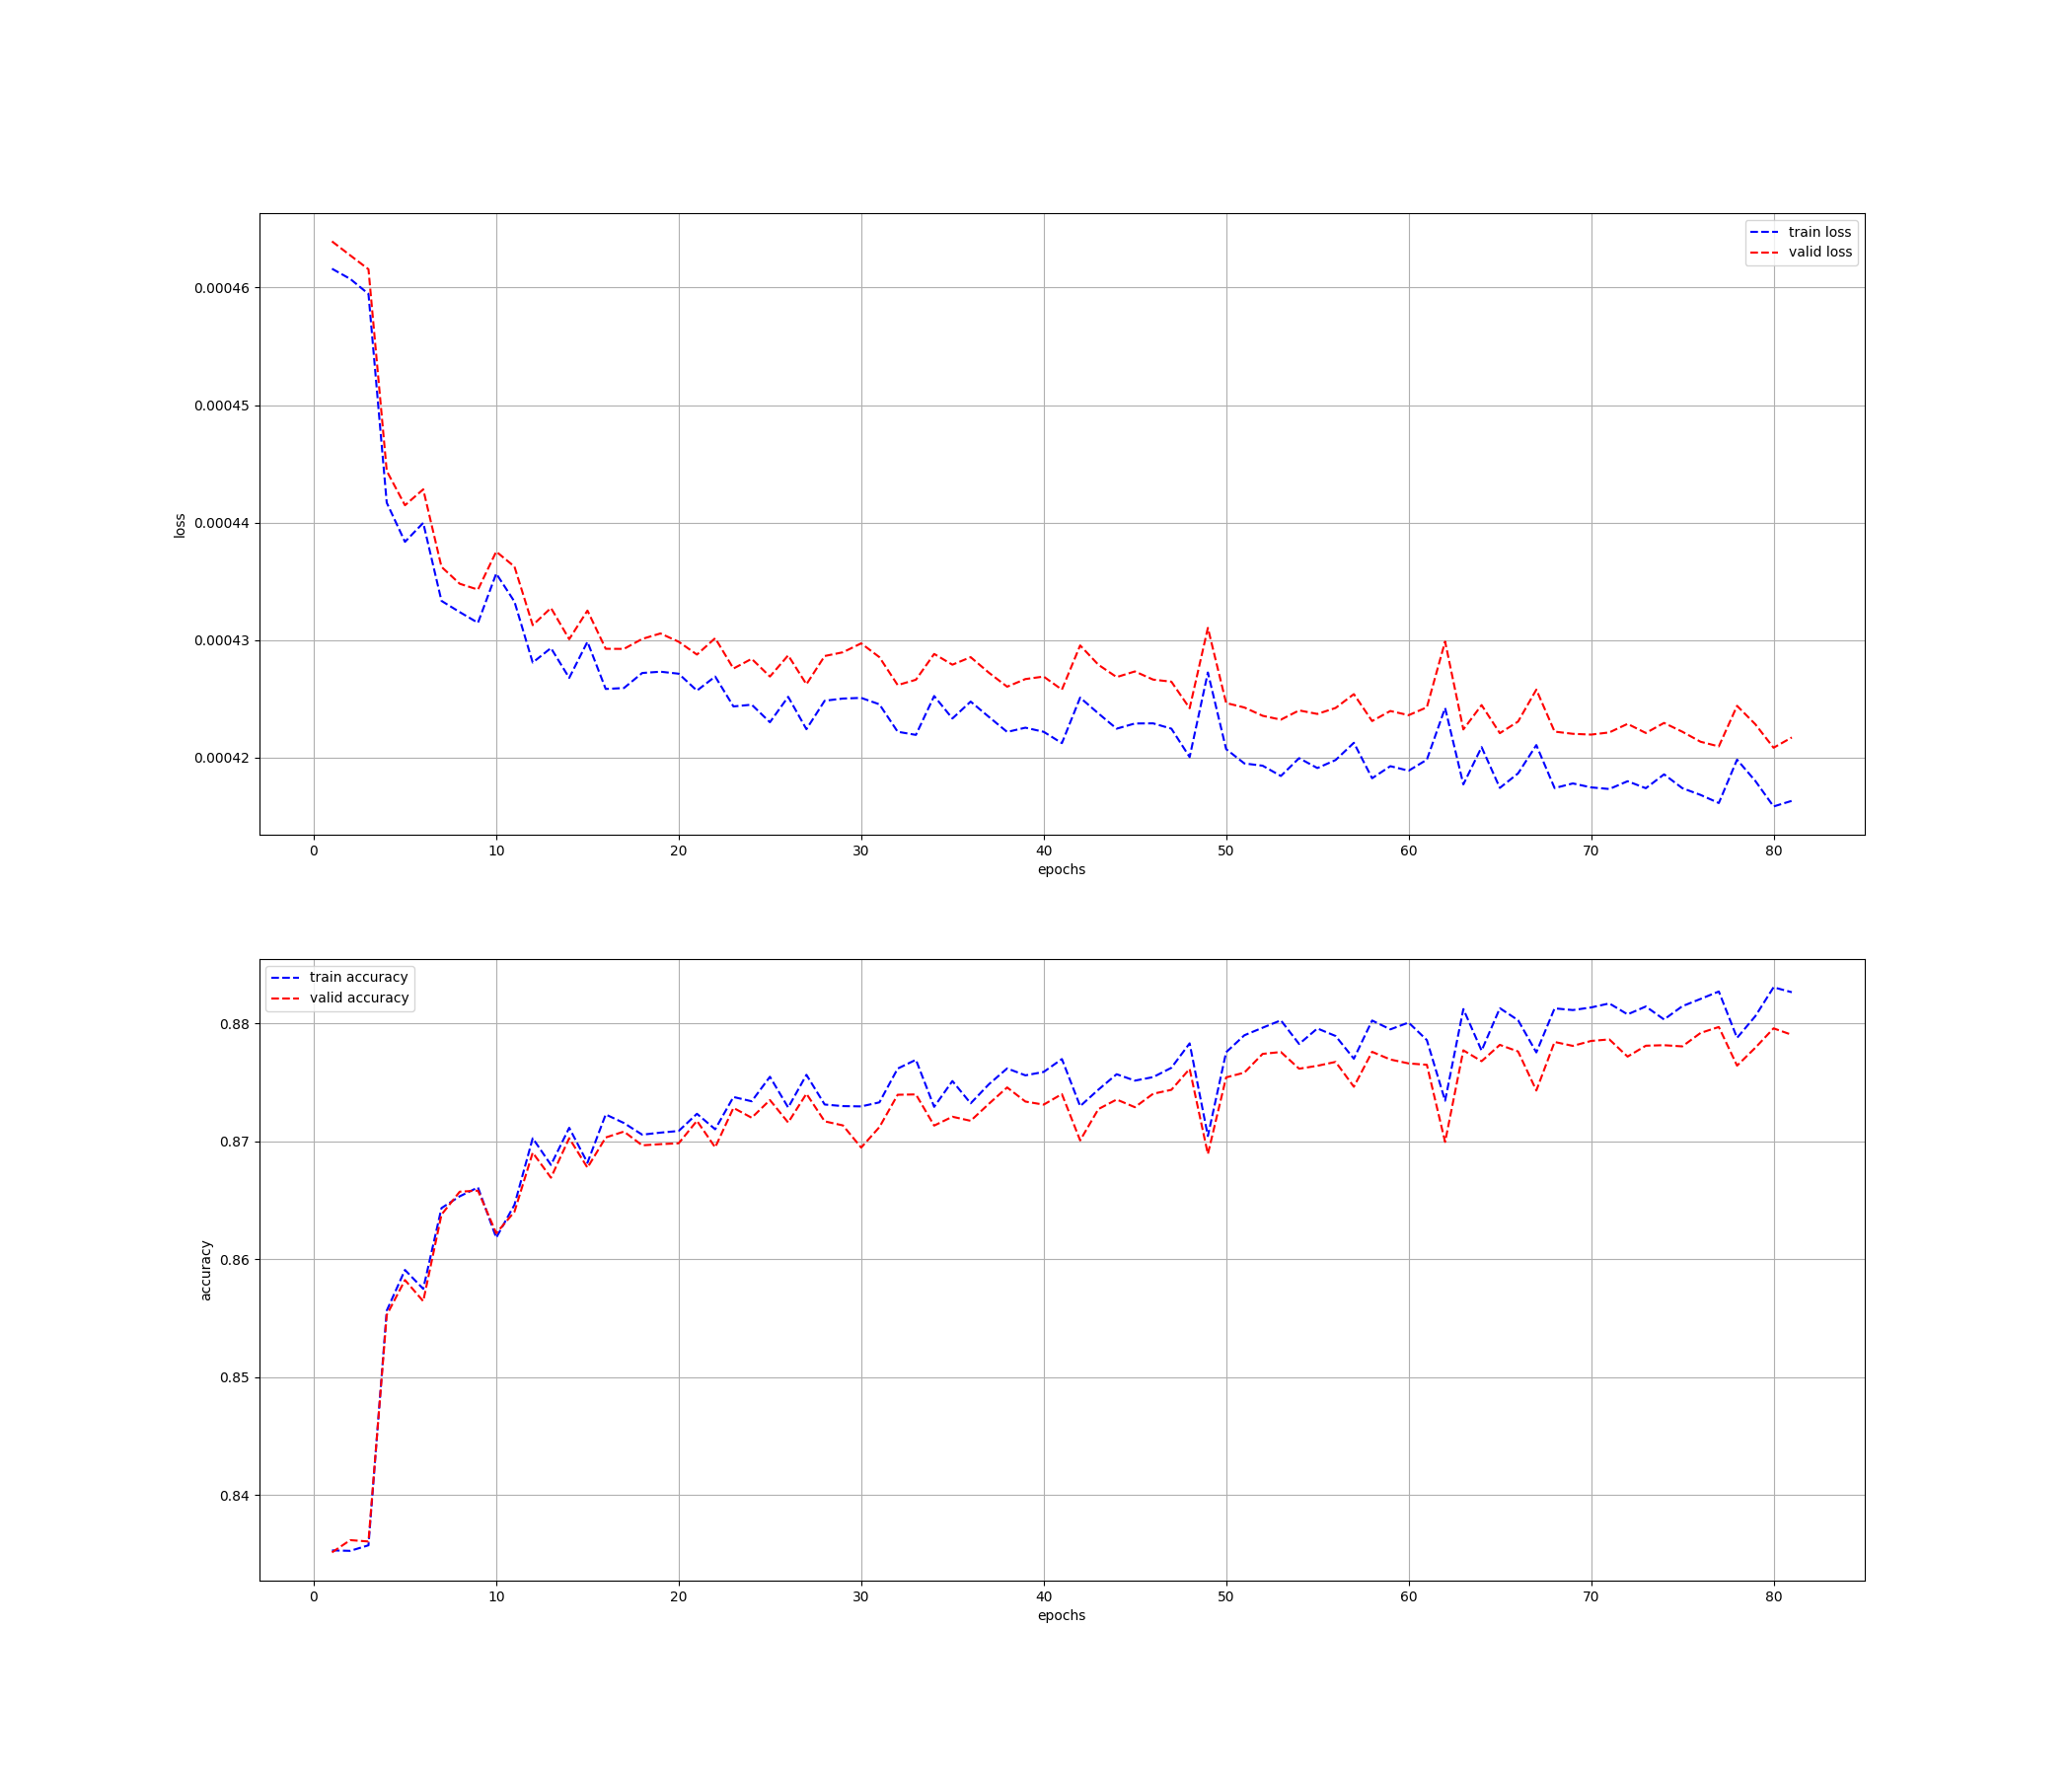 train loss
valid loss
0.00046
0.00045
0.00044
0.00043
0.00042
loss
0 10 20 30 40 50 60 70 80
epochs
train accuracy
valid accuracy
0.88
0.87
0.86
0.85
0.84
accuracy
0 10 20 30 40 50 60 70 80
epochs